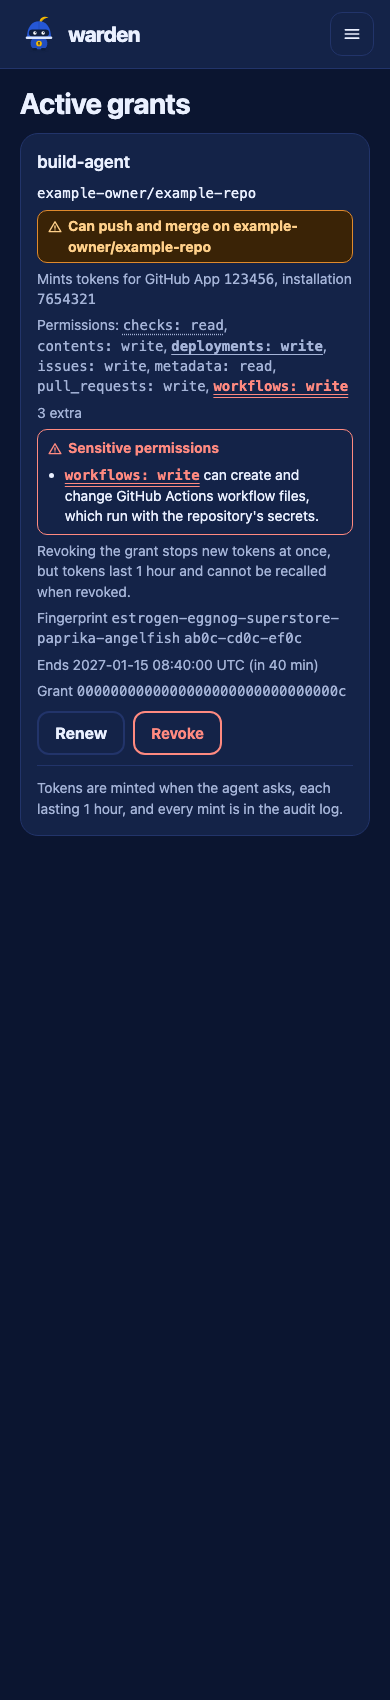 warden
Active grants
build-agent
example-owner/example-repo
Can push and merge on example-
owner/example-repo
Mints tokens for GitHub App 123456, installation
7654321
Permissions: checks: read,
contents: write, deployments: write,
issues: write, metadata: read,
pull_requests: write, workflows: write
3 extra
Sensitive permissions
• workflows: write can create and
change GitHub Actions workflow files,
which run with the repository's secrets.
Revoking the grant stops new tokens at once,
but tokens last 1 hour and cannot be recalled
when revoked.
Fingerprint estrogen-eggnog-superstore-
paprika-angelfish ab0c-cd0c-ef0c
Ends 2027-01-15 08:40:00 UTC (in 40 min)
Grant 0000000000000000000000000000000c
Renew Revoke
Tokens are minted when the agent asks, each
lasting 1 hour, and every mint is in the audit log.